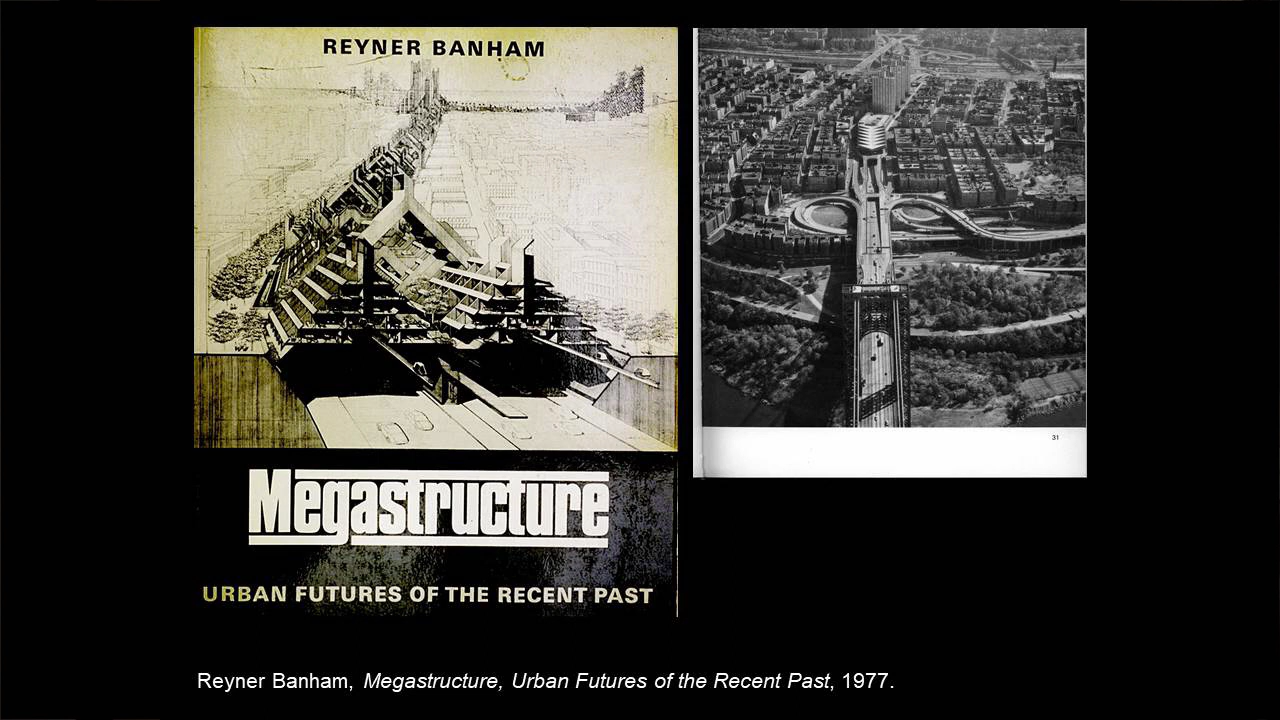 REYNER BANHAM
Megastructure
URBAN FUTURES OF THE RECENT PAST
31
Reyner Banham, Megastructure, Urban Futures of the Recent Past, 1977.